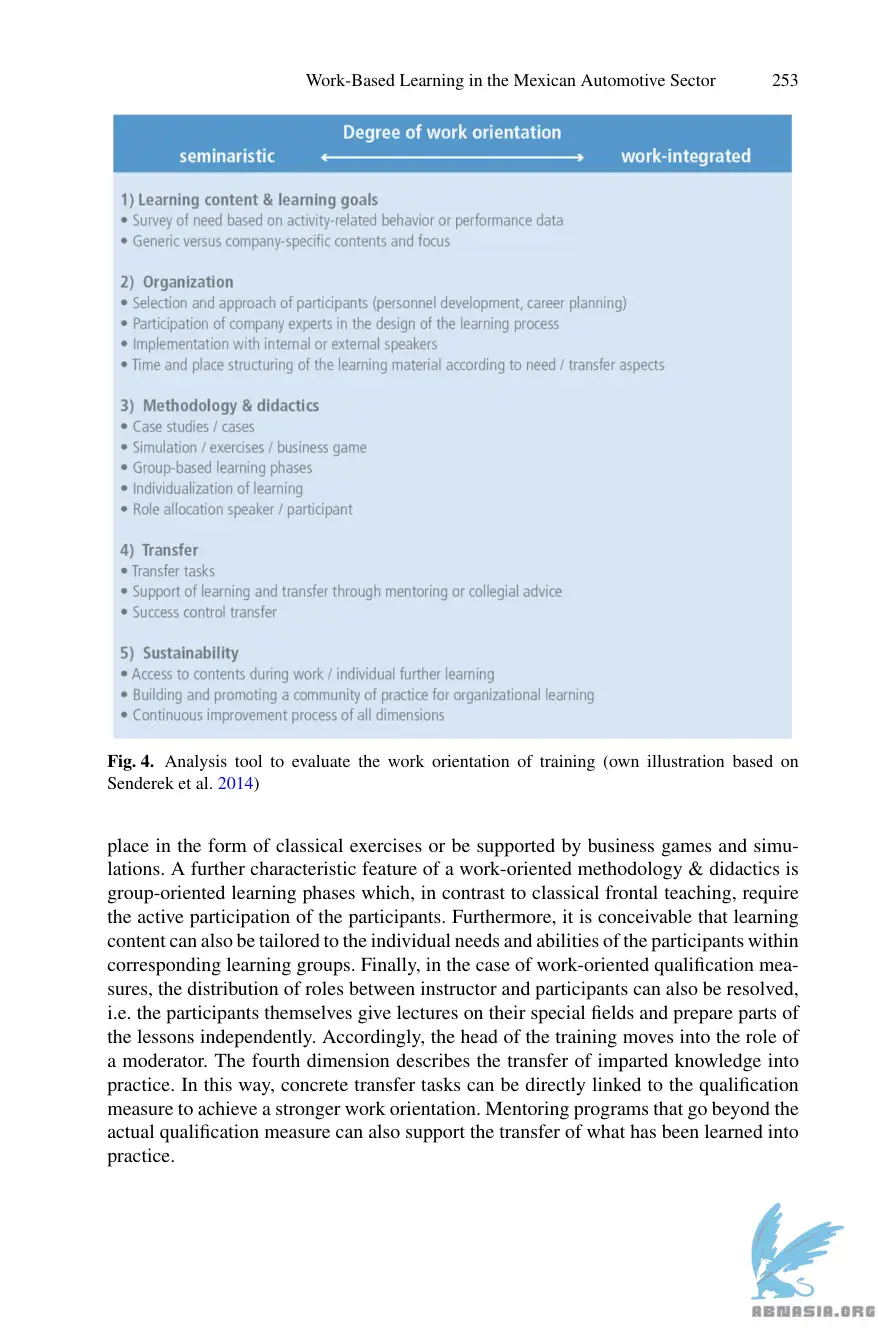 Work-Based Learning in the Mexican Automotive Sector 253
Degree of work orientation
seminaristic work-integrated
1) Learning content & learning goals
• Survey of need based on activity-related behavior or performance data
• Generic versus company-specific contents and focus
2) Organization
• Selection and approach of participants (personnel development, career planning)
• Participation of company experts in the design of the learning process
• Implementation with internal or external speakers
• Time and place structuring of the learning material according to need / transfer aspects
3) Methodology & didactics
• Case studies / cases
• Simulation / exercises / business game
• Group-based learning phases
• Individualization of learning
• Role allocation speaker / participant
4) Transfer
• Transfer tasks
• Support of learning and transfer through mentoring or collegial advice
• Success control transfer
5) Sustainability
• Access to contents during work / individual further learning
• Building and promoting a community of practice for organizational learning
• Continuous improvement process of all dimensions
Fig. 4. Analysis tool to evaluate the work orientation of training (own illustration based on
Senderek et al. 2014)
place in the form of classical exercises or be supported by business games and simu-
lations. A further characteristic feature of a work-oriented methodology & didactics is
group-oriented learning phases which, in contrast to classical frontal teaching, require
the active participation of the participants. Furthermore, it is conceivable that learning
content can also be tailored to the individual needs and abilities of the participants within
corresponding learning groups. Finally, in the case of work-oriented qualification mea-
sures, the distribution of roles between instructor and participants can also be resolved,
i.e. the participants themselves give lectures on their special fields and prepare parts of
the lessons independently. Accordingly, the head of the training moves into the role of
a moderator. The fourth dimension describes the transfer of imparted knowledge into
practice. In this way, concrete transfer tasks can be directly linked to the qualification
measure to achieve a stronger work orientation. Mentoring programs that go beyond the
actual qualification measure can also support the transfer of what has been learned into
practice.
ABNASIA.ORG